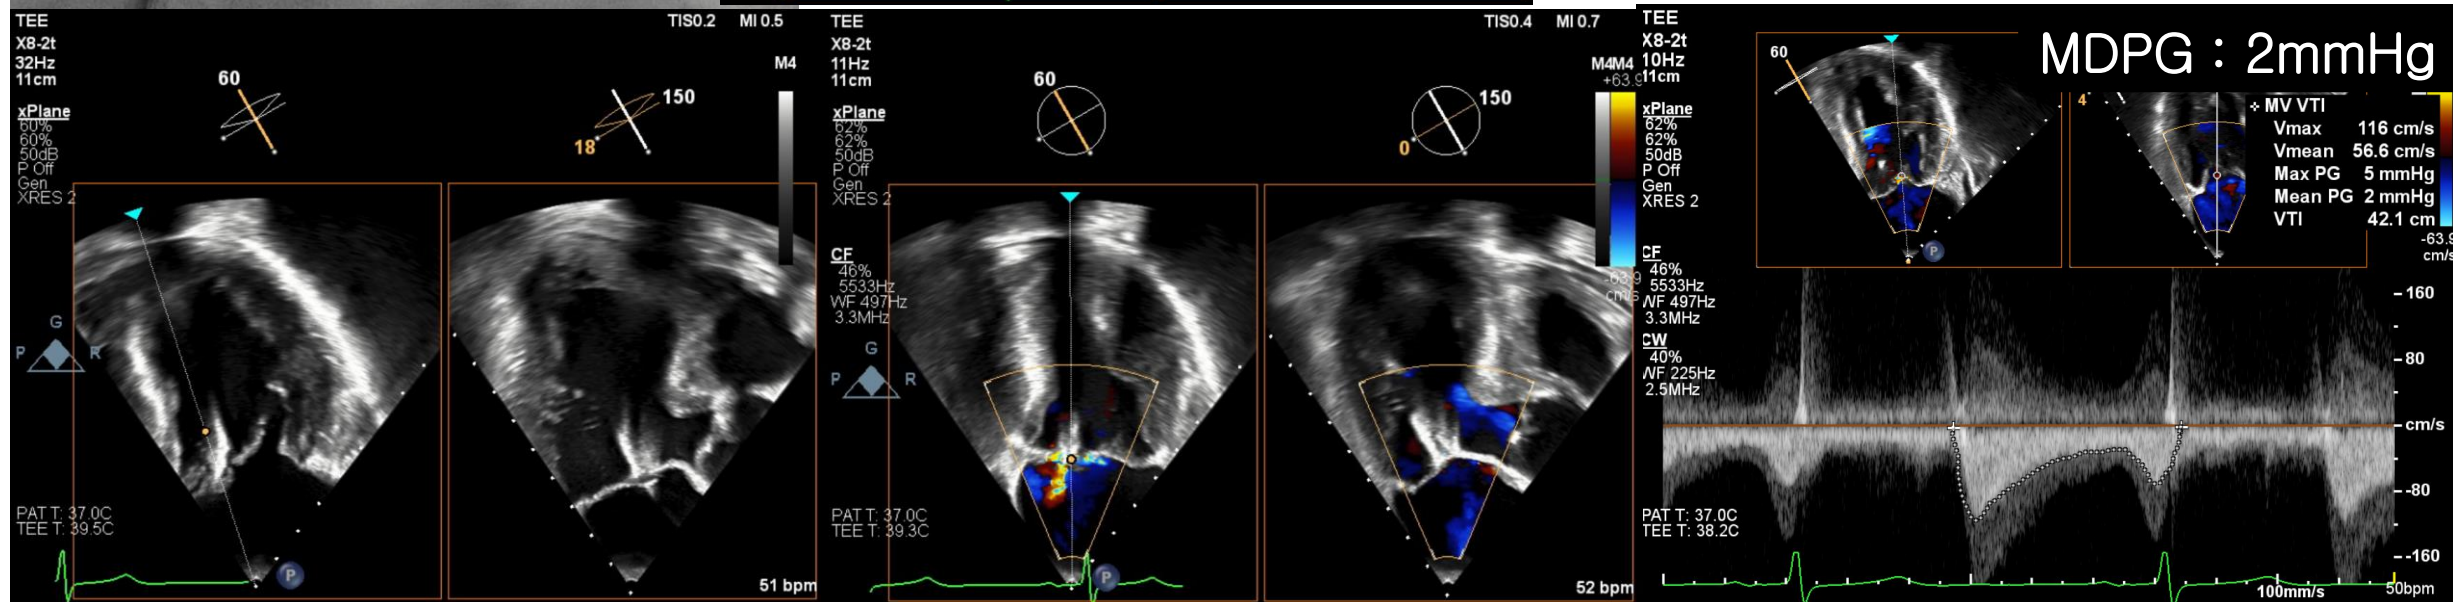 TEE
TIS0.2 MI 0.5
X8-2t
32Hz
11cm
M4
60
150
18
xPlane
60%
60%
50dB
P Off
Gen
XRES 2
G
P R
PAT T: 37.0C
TEE T: 39.5C
P
51 bpm
TEE
TIS0.4 MI 0.7
X8-2t
11Hz
11cm
M4M4
+63.9
60
150
0
xPlane
62%
62%
50dB
P Off
Gen
XRES 2
-63.9
cm/s
CF
46%
5533Hz
WF 497Hz
3.3MHz
G
P R
PAT T: 37.0C
TEE T: 39.3C
P
52 bpm
TEE
X8-2t
10Hz
11cm
60
MDPG : 2mmHg
4
xPlane
62%
62%
50dB
P Off
Gen
XRES 2
MV VTI
Vmax 116 cm/s
Vmean 56.6 cm/s
Max PG 5 mmHg
Mean PG 2 mmHg
VTI 42.1 cm
P
-63.9
cm/s
CF
46%
5533Hz
WF 497Hz
3.3MHz
CW
40%
WF 225Hz
2.5MHz
160
80
cm/s
-80
-160
PAT T: 37.0C
TEE T: 38.2C
100mm/s
50bpm